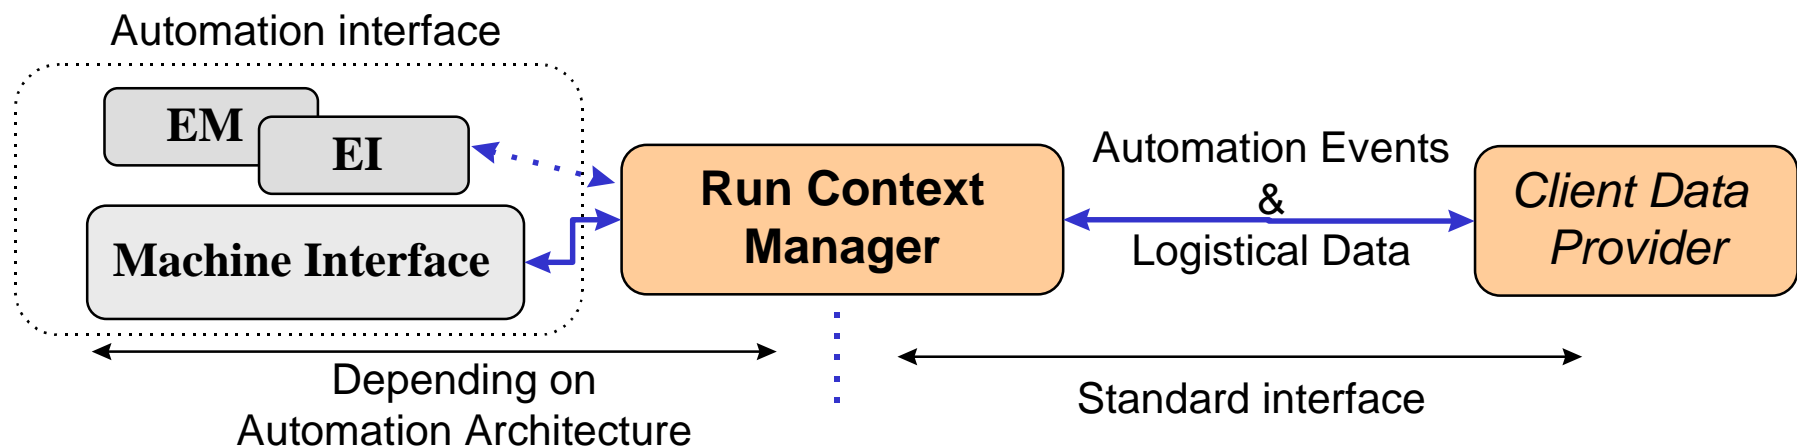 Automation interface
EM
EI
Machine Interface
Run Context
Manager
Automation Events
&
Logistical Data
Client Data
Provider
Depending on
Automation Architecture
Standard interface